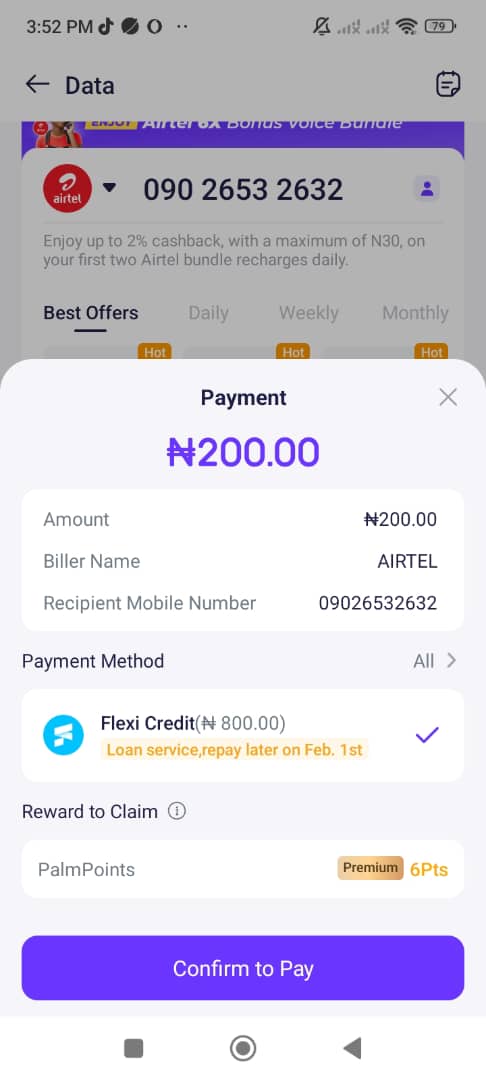 3:52 PM
79
Data
ENJOY Airtel 6X Bonus Voice Bundle
airtel
090 2653 2632
Enjoy up to 2% cashback, with a maximum of N30, on
your first two Airtel bundle recharges daily.
Best Offers Daily Weekly Monthly
Hot Hot Hot
Payment
₦200.00
Amount ₦200.00
Biller Name AIRTEL
Recipient Mobile Number 09026532632
Payment Method All
Flexi Credit(₦ 800.00)
Loan service,repay later on Feb. 1st
Reward to Claim
PalmPoints Premium 6Pts
Confirm to Pay